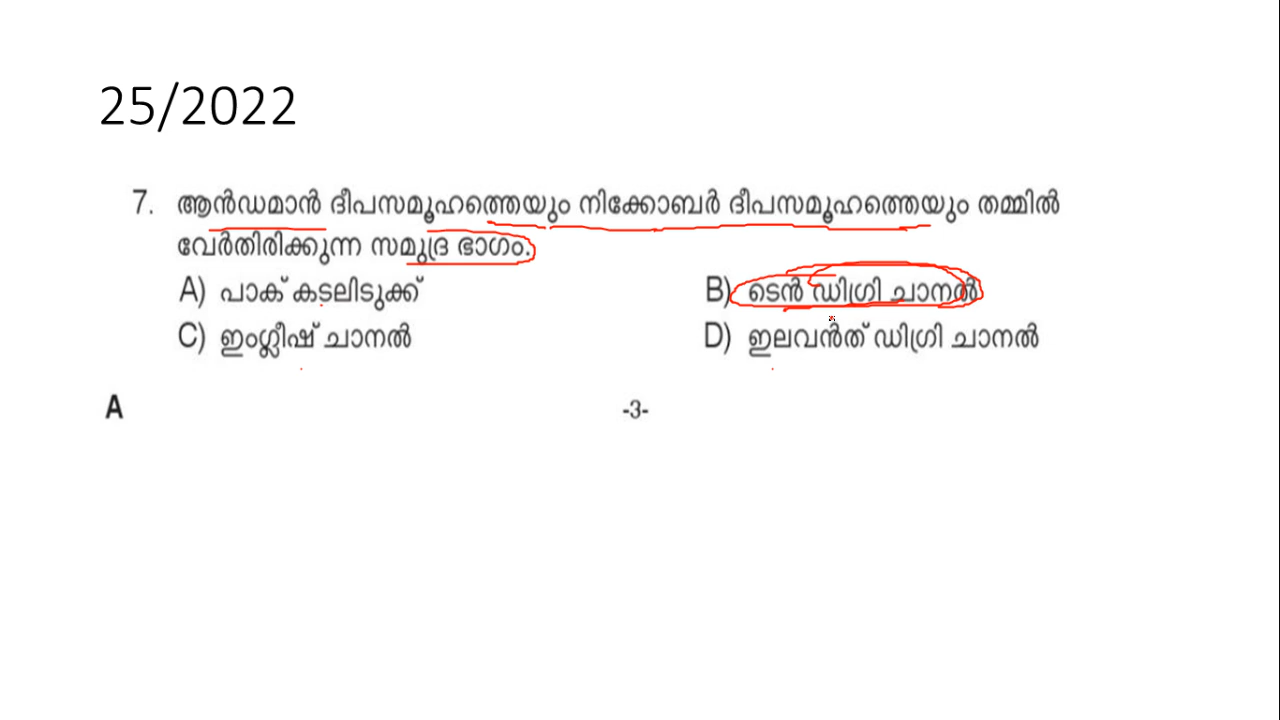 25/2022
7. ആൻഡമാൻ ദീപസമൂഹത്തെയും നിക്കോബർ ദീപസമൂഹത്തെയും തമ്മിൽ
വേർതിരിക്കുന്ന സമുദ്ര ഭാഗം.
A) പാക് കടലിടുക്ക് B) ടെൻ ഡിഗ്രി ചാനൽ
C) ഇംഗ്ലീഷ് ചാനൽ D) ഇലവൻത് ഡിഗ്രി ചാനൽ
A -3-